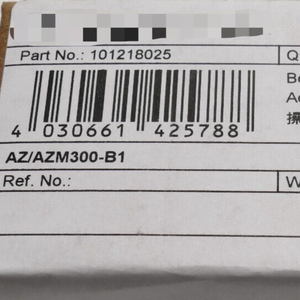 Part No.: 101218025
Q
Be
Ac
操
4 030661 425788
AZ/AZM300-B1
Ref. No.:
W